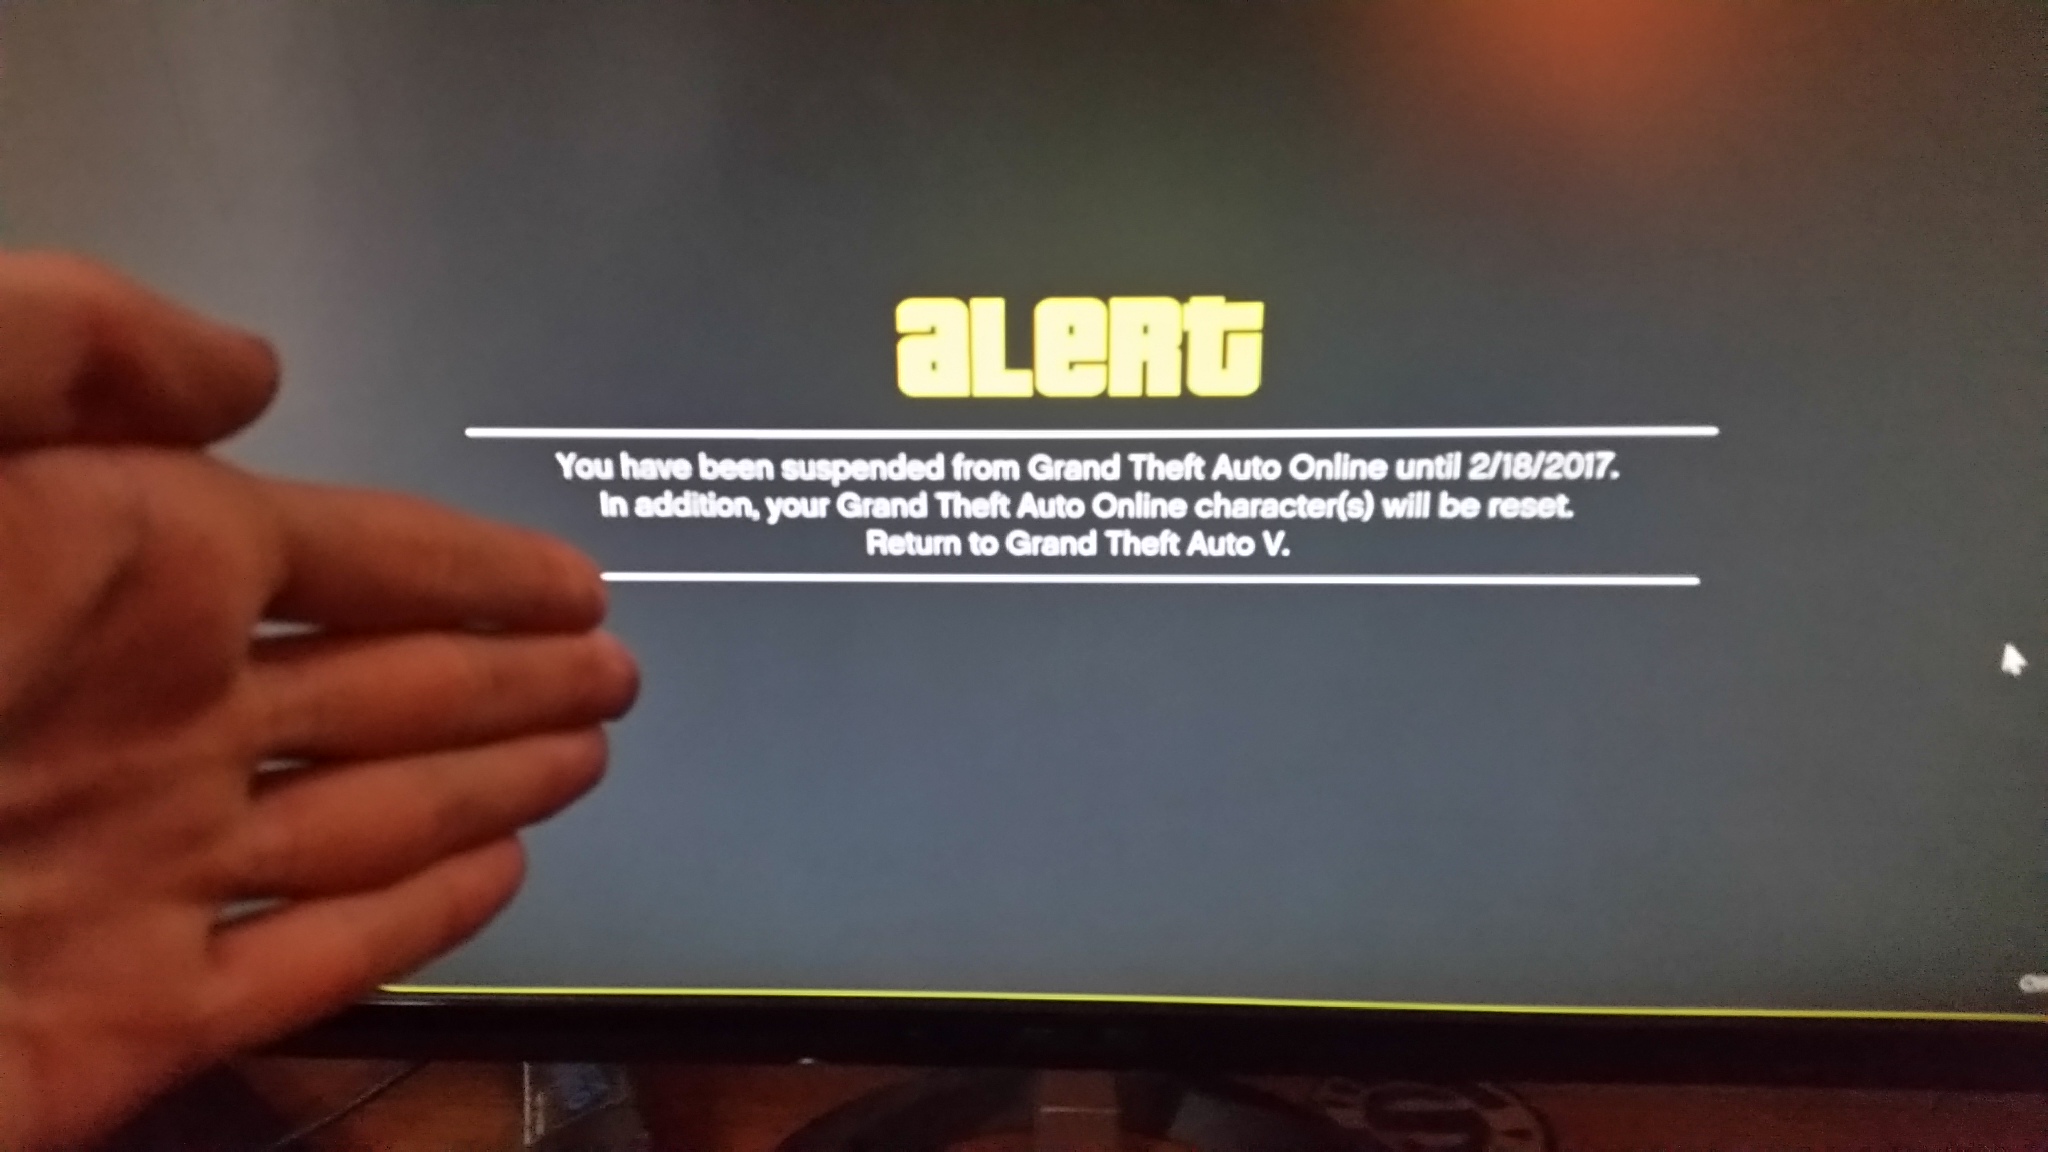 aLeRt
You have been suspended from Grand Theft Auto Online until 2/18/2017.
In addition, your Grand Theft Auto Online character(s) will be reset.
Return to Grand Theft Auto V.